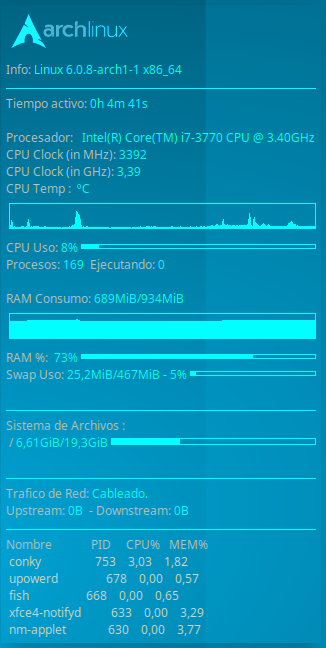 archlinux
Info: Linux 6.0.8-arch1-1 x86_64
Tiempo activo: 0h 4m 41s
Procesador: Intel(R) Core(TM) i7-3770 CPU @ 3.40GHz
CPU Clock (in MHz): 3392
CPU Clock (in GHz): 3,39
CPU Temp : ºC
CPU Uso: 8%
Procesos: 169 Ejecutando: 0
RAM Consumo: 689MiB/934MiB
RAM %: 73%
Swap Uso: 25,2MiB/467MiB - 5%
Sistema de Archivos :
/ 6,61GiB/19,3GiB
Trafico de Red: Cableado.
Upstream: 0B - Downstream: 0B
Nombre PID CPU% MEM%
conky 753 3,03 1,82
upowerd 678 0,00 0,57
fish 668 0,00 0,65
xfce4-notifyd 633 0,00 3,29
nm-applet 630 0,00 3,77